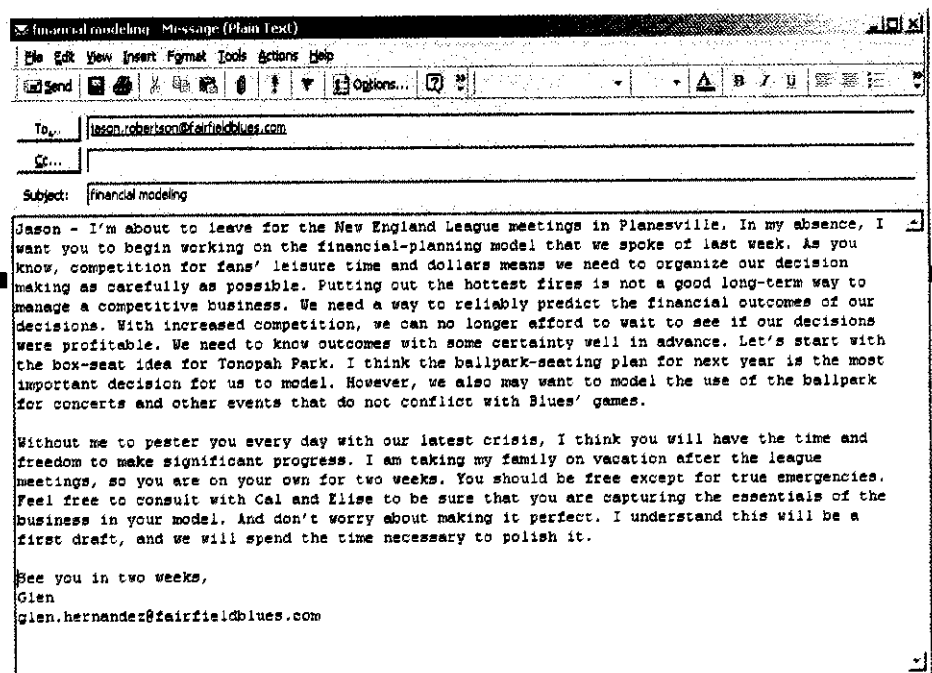 financial modeling - Message (Plain Text)
File Edit View Insert Format Tools Actions Help
Send Options... A B I U
To... jason.robertson@fairfieldblues.com
Cc...
Subject: financial modeling
Jason - I'm about to leave for the New England League meetings in Planesville. In my absence, I
want you to begin working on the financial-planning model that we spoke of last week. As you
know, competition for fans' leisure time and dollars means we need to organize our decision
making as carefully as possible. Putting out the hottest fires is not a good long-term way to
manage a competitive business. We need a way to reliably predict the financial outcomes of our
decisions. With increased competition, we can no longer afford to wait to see if our decisions
were profitable. We need to know outcomes with some certainty well in advance. Let's start with
the box-seat idea for Tonopah Park. I think the ballpark-seating plan for next year is the most
important decision for us to model. However, we also may want to model the use of the ballpark
for concerts and other events that do not conflict with Blues' games.
Without me to pester you every day with our latest crisis, I think you will have the time and
freedom to make significant progress. I am taking my family on vacation after the league
meetings, so you are on your own for two weeks. You should be free except for true emergencies.
Feel free to consult with Cal and Elise to be sure that you are capturing the essentials of the
business in your model. And don't worry about making it perfect. I understand this will be a
first draft, and we will spend the time necessary to polish it.
See you in two weeks,
Glen
glen.hernandez@fairfieldblues.com